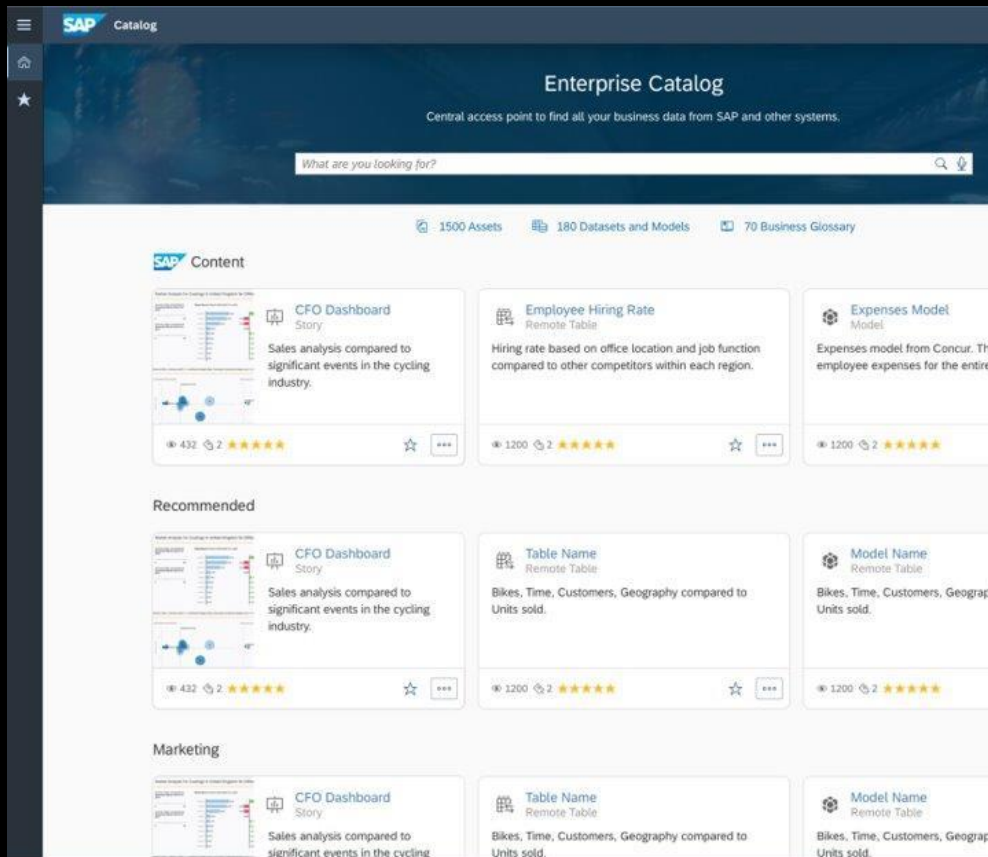 SAP Catalog
Enterprise Catalog
Central access point to find all your business data from SAP and other systems.
What are you looking for?
1500 Assets 180 Datasets and Models 70 Business Glossary
SAP Content
CFO Dashboard
Story
Sales analysis compared to
significant events in the cycling
industry.
432 2
Employee Hiring Rate
Remote Table
Hiring rate based on office location and job function
compared to other competitors within each region.
1200 2
Expenses Model
Model
Expenses model from Concur. Th
employee expenses for the entire
1200 2
Recommended
CFO Dashboard
Story
Sales analysis compared to
significant events in the cycling
industry.
432 2
Table Name
Remote Table
Bikes, Time, Customers, Geography compared to
Units sold.
1200 2
Model Name
Remote Table
Bikes, Time, Customers, Geograp
Units sold.
1200 2
Marketing
CFO Dashboard
Story
Sales analysis compared to
significant events in the cycling
Table Name
Remote Table
Bikes, Time, Customers, Geography compared to
Units sold.
Model Name
Remote Table
Bikes, Time, Customers, Geograp
Units sold.